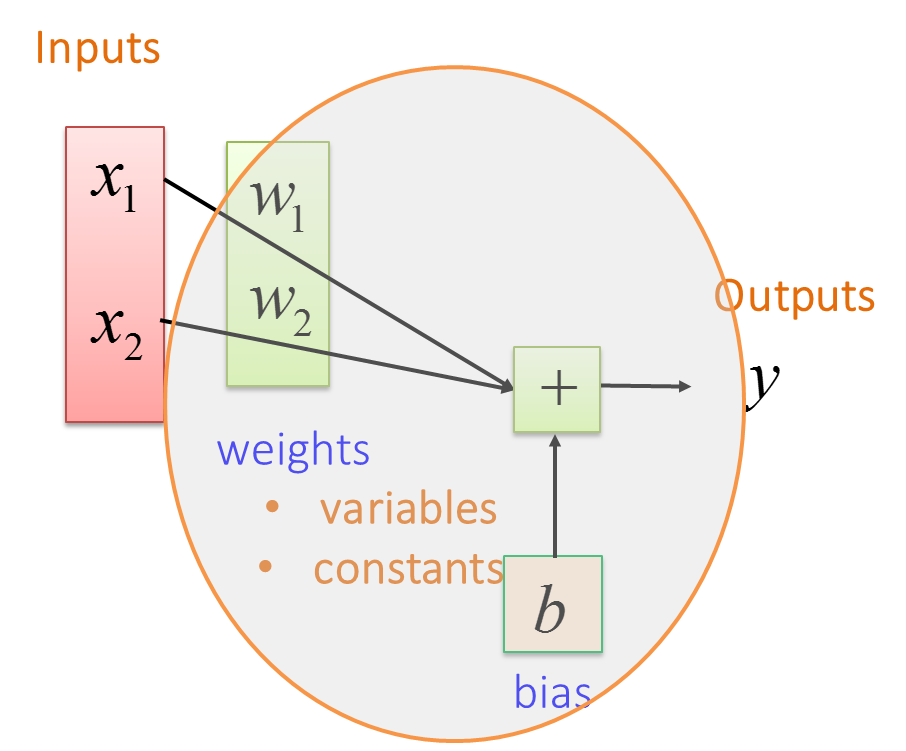 Inputs
x1
w1
x2
w2
Outputs
+
y
weights
• variables
• constants
b
bias